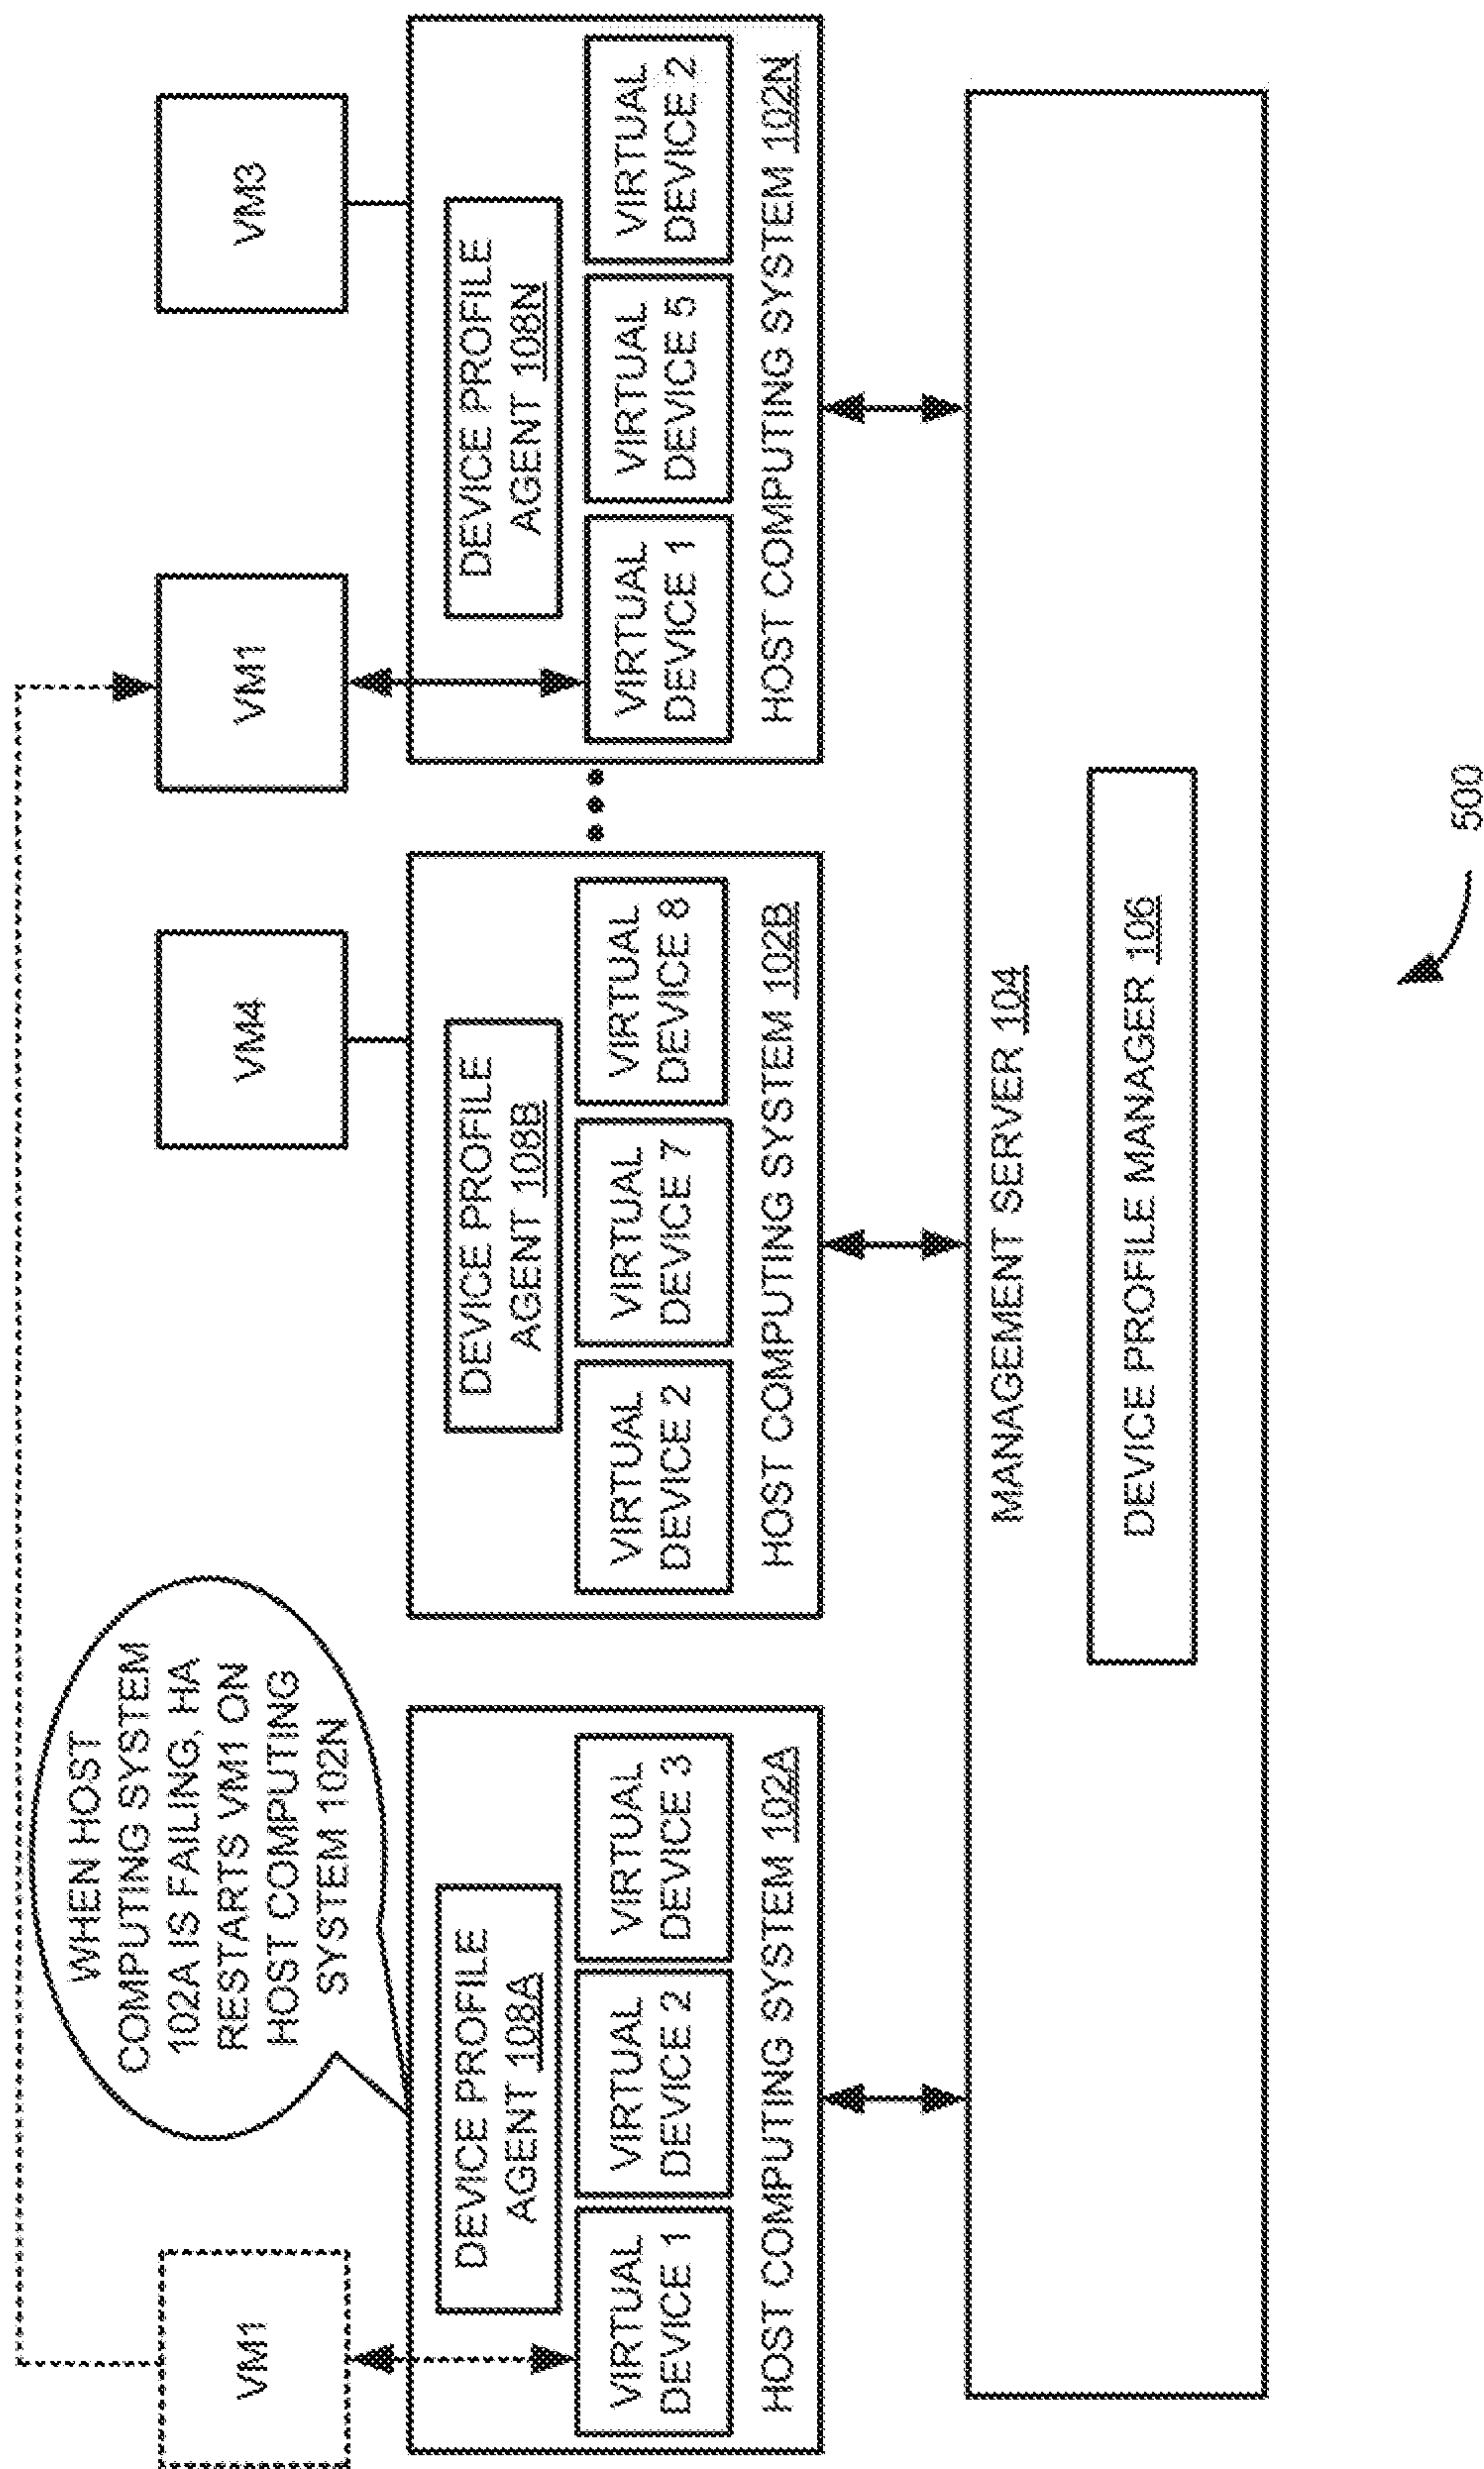 WHEN HOST
COMPUTING SYSTEM
102A IS FAILING, HA
RESTARTS VM1 ON
HOST COMPUTING
SYSTEM 102N
VM1
VM4
VM1
VM3
DEVICE PROFILE
AGENT 108A
VIRTUAL
DEVICE 1
VIRTUAL
DEVICE 2
VIRTUAL
DEVICE 3
HOST COMPUTING SYSTEM 102A
DEVICE PROFILE
AGENT 108B
VIRTUAL
DEVICE 2
VIRTUAL
DEVICE 7
VIRTUAL
DEVICE 8
HOST COMPUTING SYSTEM 102B
DEVICE PROFILE
AGENT 108N
VIRTUAL
DEVICE 1
VIRTUAL
DEVICE 5
VIRTUAL
DEVICE 2
HOST COMPUTING SYSTEM 102N
MANAGEMENT SERVER 104
DEVICE PROFILE MANAGER 106
500